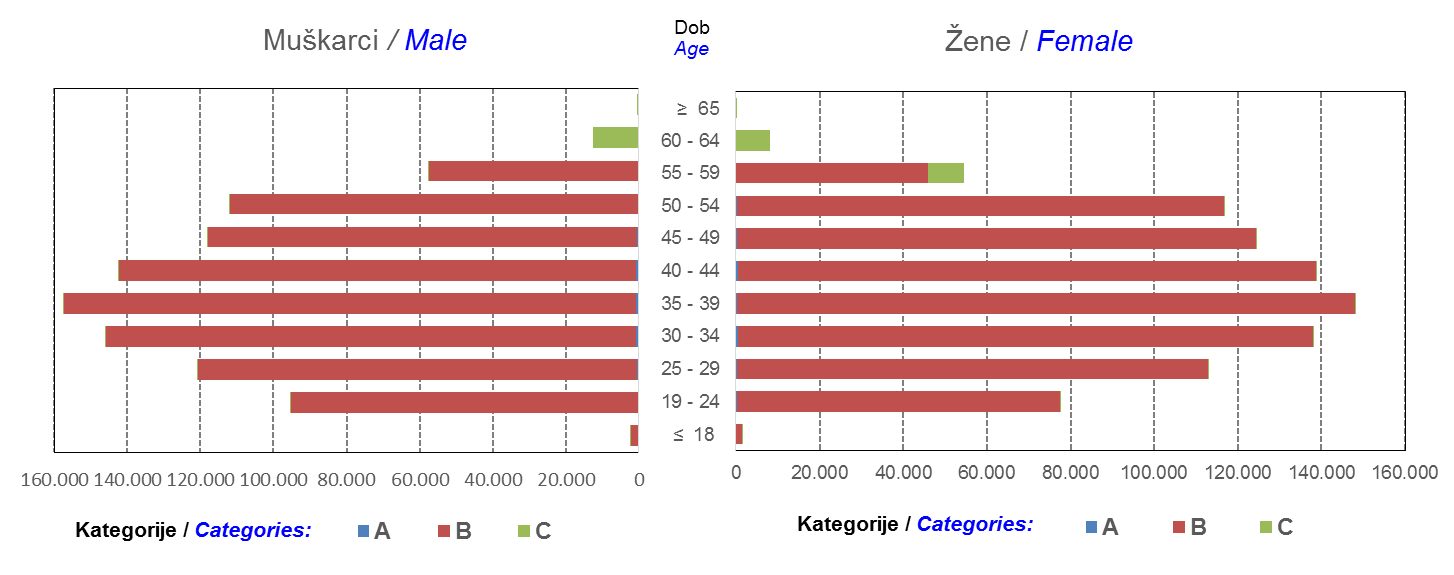 Muškarci / Male
Dob
Age
Žene / Female
≥ 65
60 - 64
55 - 59
50 - 54
45 - 49
40 - 44
35 - 39
30 - 34
25 - 29
19 - 24
≤ 18
160.000 140.000 120.000 100.000 80.000 60.000 40.000 20.000 0
0 20.000 40.000 60.000 80.000 100.000 120.000 140.000 160.000
Kategorije / Categories: A B C
Kategorije / Categories: A B C